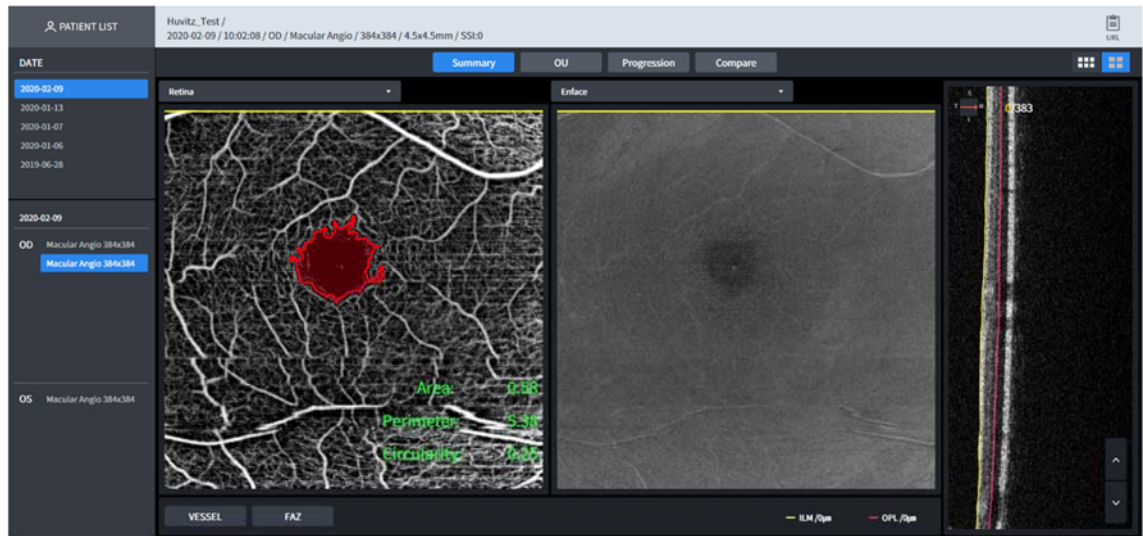 PATIENT LIST
Huvitz_Test /
2020-02-09 / 10:02:08 / OD / Macular Angio / 384x384 / 4.5x4.5mm / SSI:0
URL
DATE
Summary
OU
Progression
Compare
2020-02-09
2020-01-13
2020-01-07
2020-01-06
2019-06-28
Retina
Enface
S
T
/383
2020-02-09
OD Macular Angio 384x384
Macular Angio 384x384
OS Macular Angio 384x384
Area: 0.58
Perimeter: 5.38
Circularity: 0.25
VESSEL
FAZ
ILM /0μm
OPL /0μm